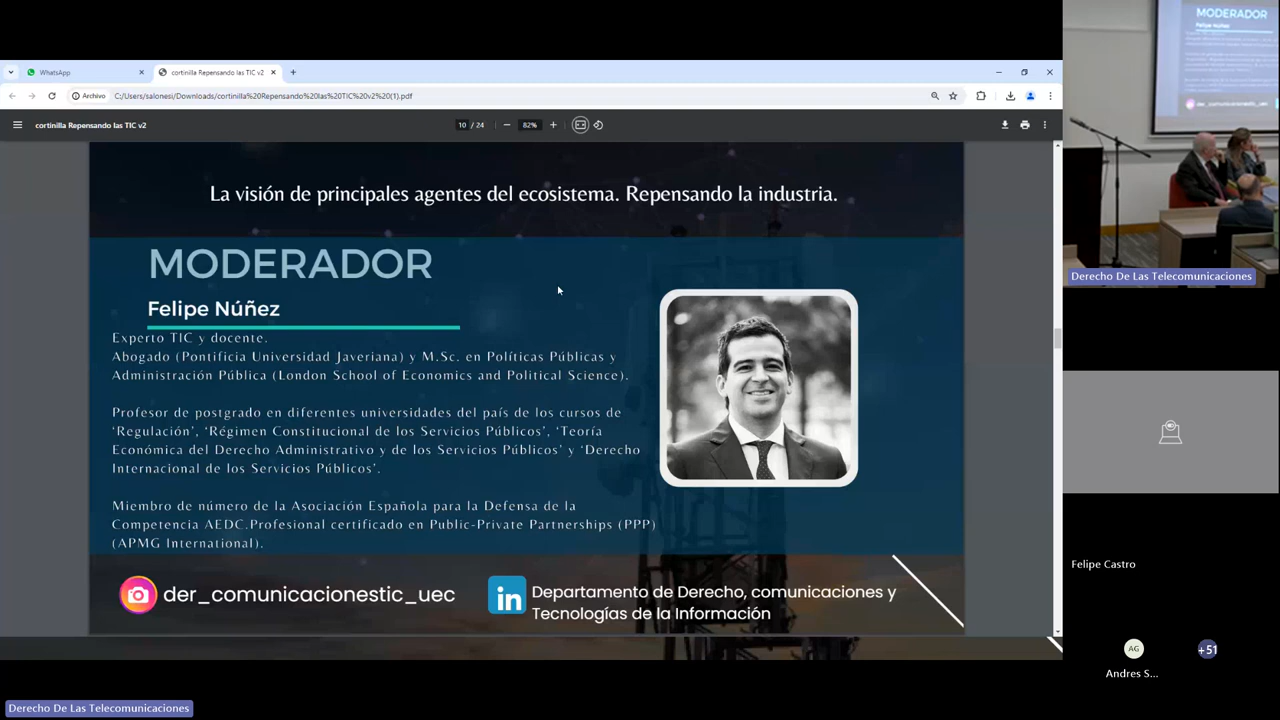 WhatsApp
cortinilla Repensando las TIC v2
Archivo
C:/Users/salonesi/Downloads/cortinilla%20Repensando%20las%20TIC%20v2%20(1).pdf
cortinilla Repensando las TIC v2
10 / 24
82%
La visión de principales agentes del ecosistema. Repensando la industria.
MODERADOR
Felipe Núñez
Experto TIC y docente.
Abogado (Pontificia Universidad Javeriana) y M.Sc. en Políticas Públicas y
Administración Pública (London School of Economics and Political Science).
Profesor de postgrado en diferentes universidades del país de los cursos de
‘Regulación’, ‘Régimen Constitucional de los Servicios Públicos’, ‘Teoría
Económica del Derecho Administrativo y de los Servicios Públicos’ y ‘Derecho
Internacional de los Servicios Públicos’.
Miembro de número de la Asociación Española para la Defensa de la
Competencia AEDC.Profesional certificado en Public-Private Partnerships (PPP)
(APMG International).
der_comunicacionestic_uec
in
Departamento de Derecho, comunicaciones y
Tecnologías de la Información
MODERADOR
Felipe Núñez
Derecho De Las Telecomunicaciones
Felipe Castro
AG
Andres S...
+51
Derecho De Las Telecomunicaciones